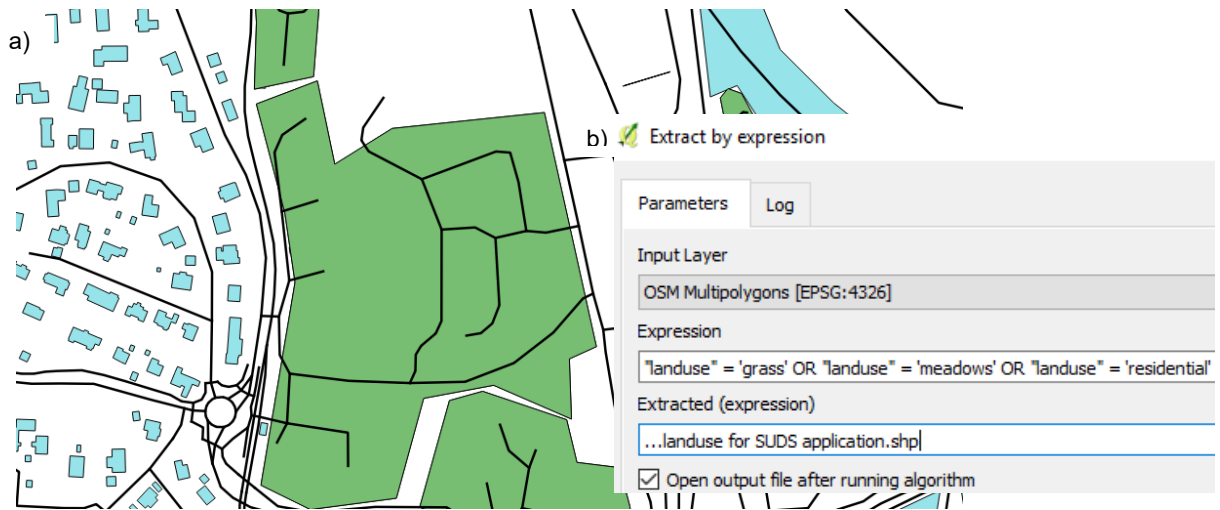 a)
b) Extract by expression
Parameters Log
Input Layer
OSM Multipolygons [EPSG:4326]
Expression
"landuse" = 'grass' OR "landuse" = 'meadows' OR "landuse" = 'residential'
Extracted (expression)
...landuse for SUDS application.shp
Open output file after running algorithm